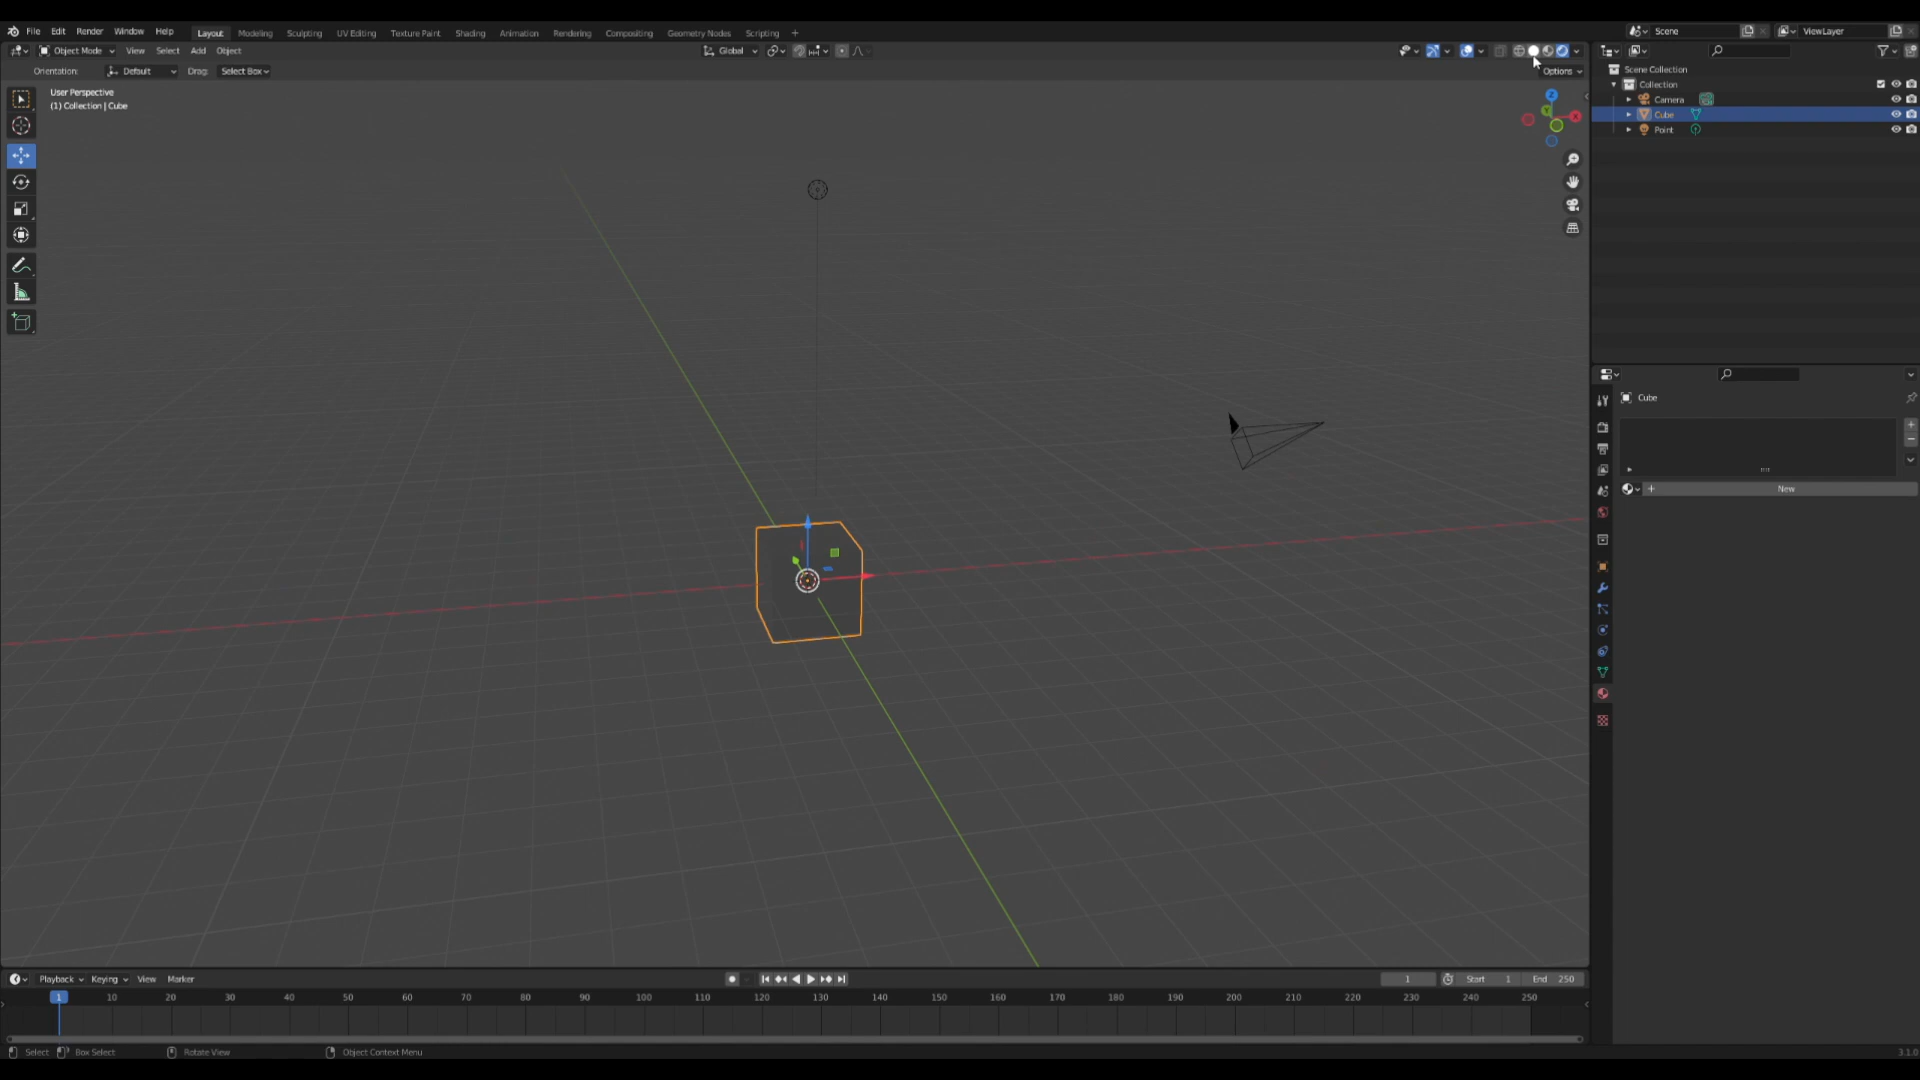 File Edit Render Window Help Layout Modeling Sculpting UV Editing Texture Paint Shading Animation Rendering Compositing Geometry Nodes Scripting + Scene ViewLayer
Object Mode View Select Add Object Global
Orientation: Default Drag: Select Box Options
User Perspective
(1) Collection | Cube
Z
Y
X
Scene Collection
Collection
Camera
Cube
Point
Cube
New
Playback Keying View Marker 1 Start 1 End 250
1 10 20 30 40 50 60 70 80 90 100 110 120 130 140 150 160 170 180 190 200 210 220 230 240 250
Select Box Select Rotate View Object Context Menu 3.1.0